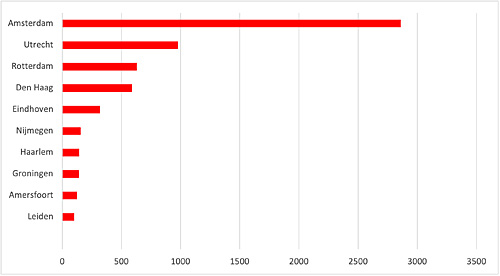 Amsterdam
Utrecht
Rotterdam
Den Haag
Eindhoven
Nijmegen
Haarlem
Groningen
Amersfoort
Leiden
0 500 1000 1500 2000 2500 3000 3500